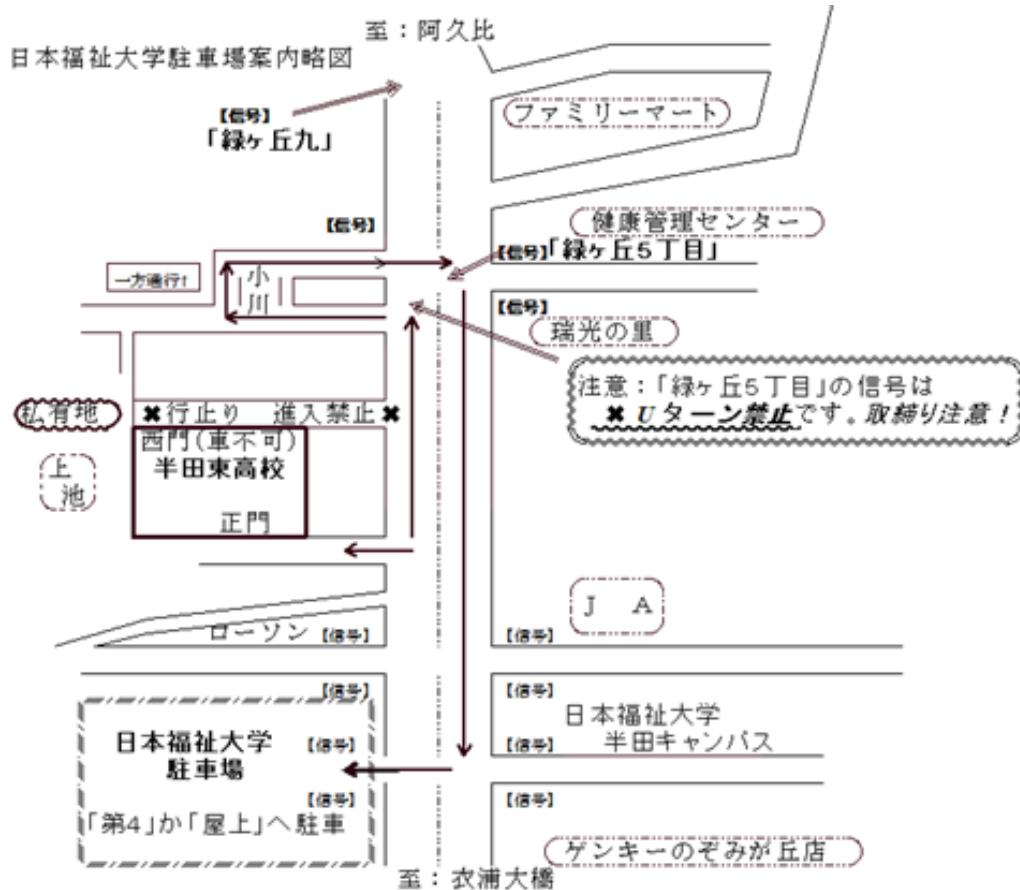 至：阿久比
日本福祉大学駐車場案内略図
【信号】
「緑ヶ丘九」
ファミリーマート
【信号】
健康管理センター
【信号】「緑ヶ丘5丁目」
一方通行↑
小川
【信号】
瑞光の里
注意：「緑ヶ丘5丁目」の信号は
✖Uターン禁止です。取締り注意！
私有地
✖行止り 進入禁止✖
西門(車不可)
半田東高校
上池
正門
JA
ローソン【信号】
【信号】
【信号】
【信号】
日本福祉大学
半田キャンパス
日本福祉大学
駐車場
【信号】
【信号】
【信号】
【信号】
「第4」か「屋上」へ駐車
ゲンキーのぞみが丘店
至：衣浦大橋